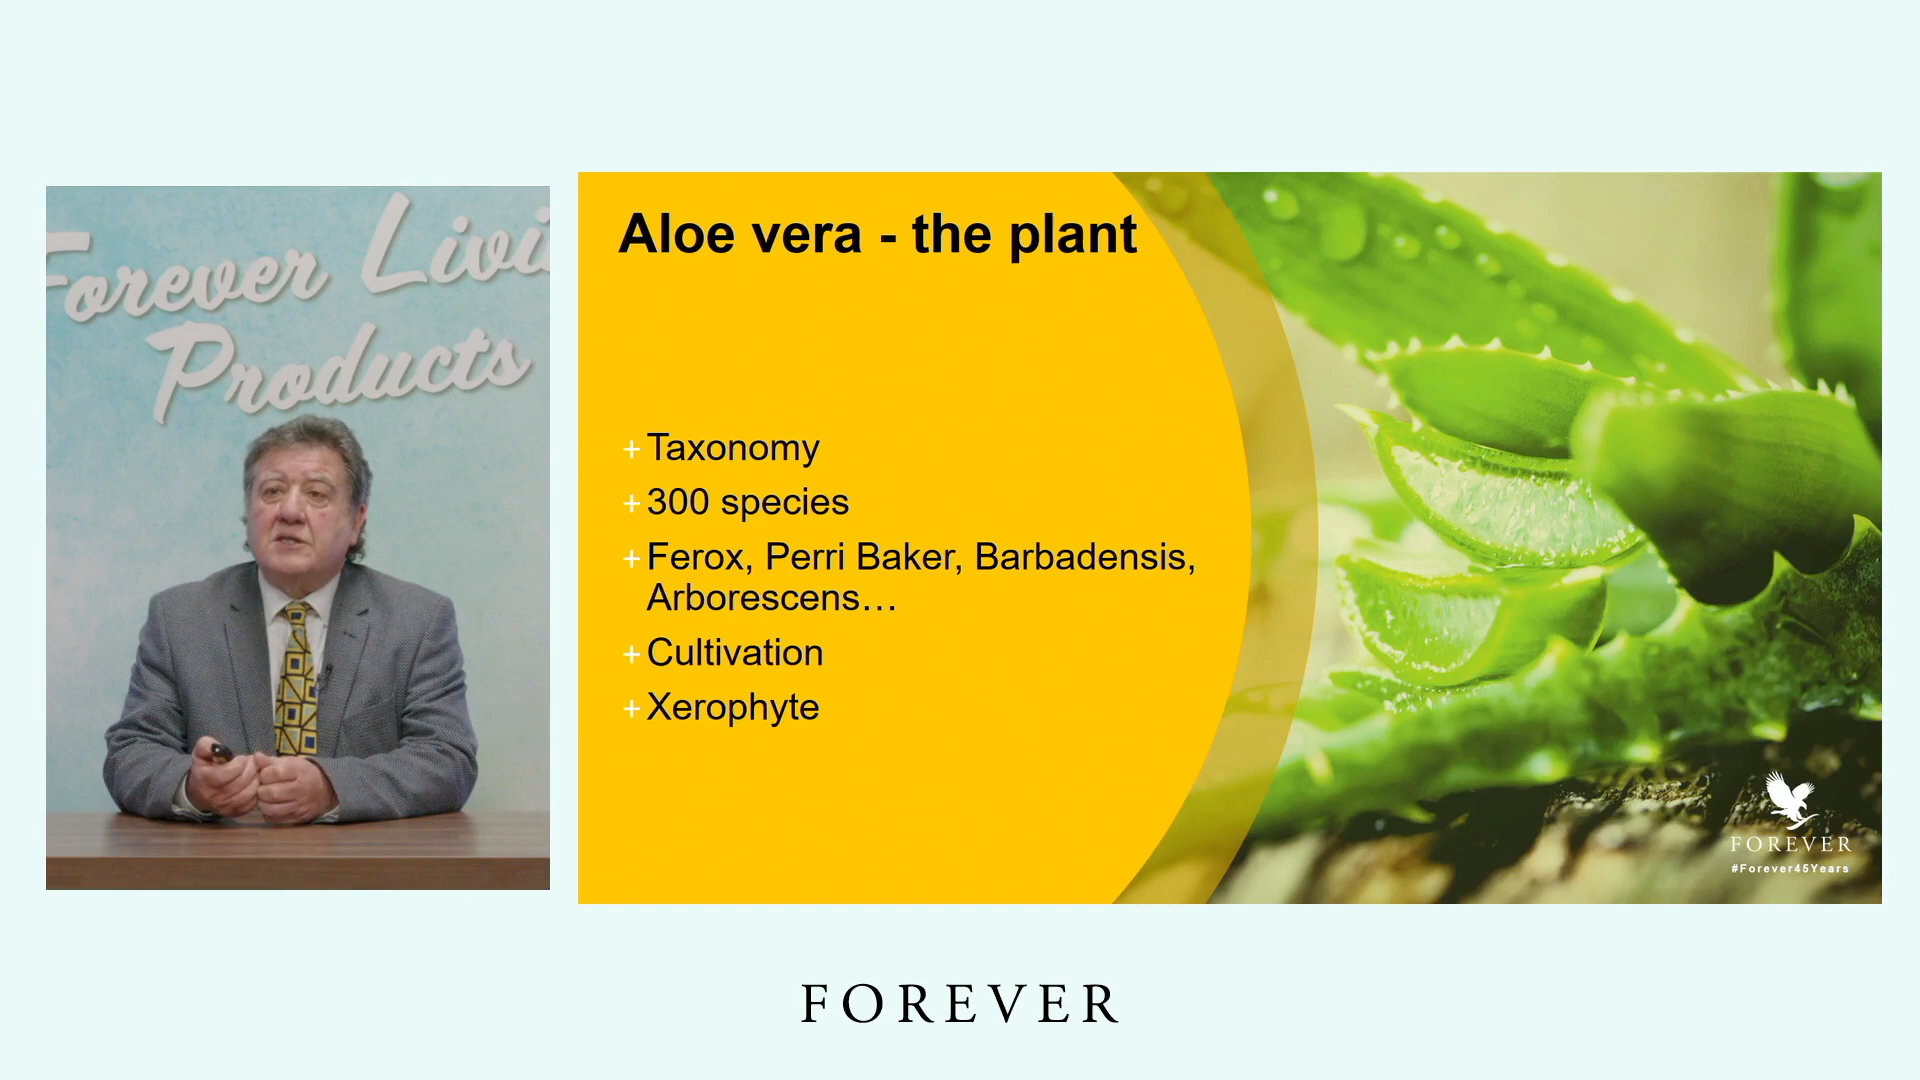 Forever Livi
Products
Aloe vera - the plant
+ Taxonomy
+ 300 species
+ Ferox, Perri Baker, Barbadensis,
Arborescens…
+ Cultivation
+ Xerophyte
FOREVER
#Forever45Years
FOREVER